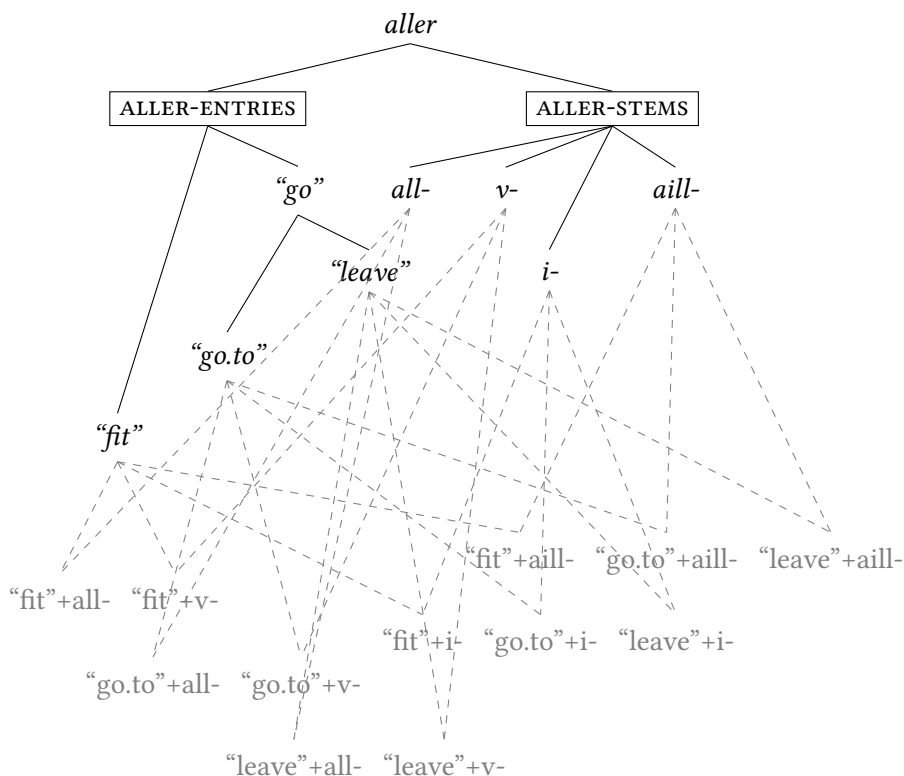 aller
ALLER-ENTRIES ALLER-STEMS
“go” all- v- aill-
“leave” i-
“go.to”
“fit”
“fit”+aill- “go.to”+aill- “leave”+aill-
“fit”+all- “fit”+v-
“fit”+i- “go.to”+i- “leave”+i-
“go.to”+all- “go.to”+v-
“leave”+all- “leave”+v-